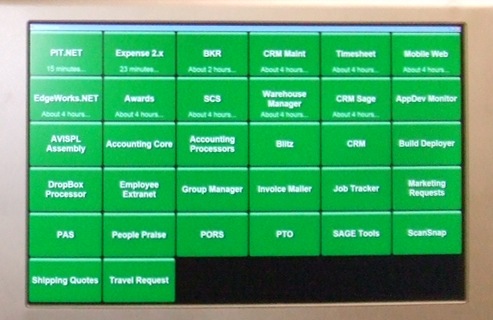 PIT.NET
15 minutes...
Expense 2.x
23 minutes...
BKR
About 2 hours...
CRM Maint
About 4 hours...
Timesheet
About 4 hours...
Mobile Web
About 4 hours...
EdgeWorks.NET
About 4 hours...
Awards
About 4 hours...
SCS
About 4 hours...
Warehouse
Manager
About 4 hours...
CRM Sage
About 4 hours...
AppDev Monitor
AVISPL
Assembly
Accounting Core
Accounting
Processors
Blitz
CRM
Build Deployer
DropBox
Processor
Employee
Extranet
Group Manager
Invoice Mailer
Job Tracker
Marketing
Requests
PAS
People Praise
PORS
PTO
SAGE Tools
ScanSnap
Shipping Quotes
Travel Request